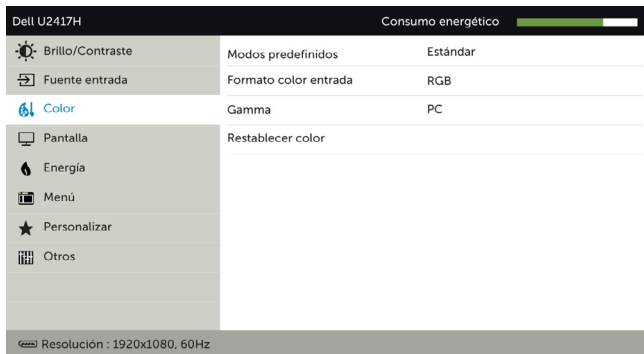 Dell U2417H
Consumo energético
Brillo/Contraste
Fuente entrada
Color
Pantalla
Energía
Menú
Personalizar
Otros
Modos predefinidos Estándar
Formato color entrada RGB
Gamma PC
Restablecer color
Resolución : 1920x1080, 60Hz